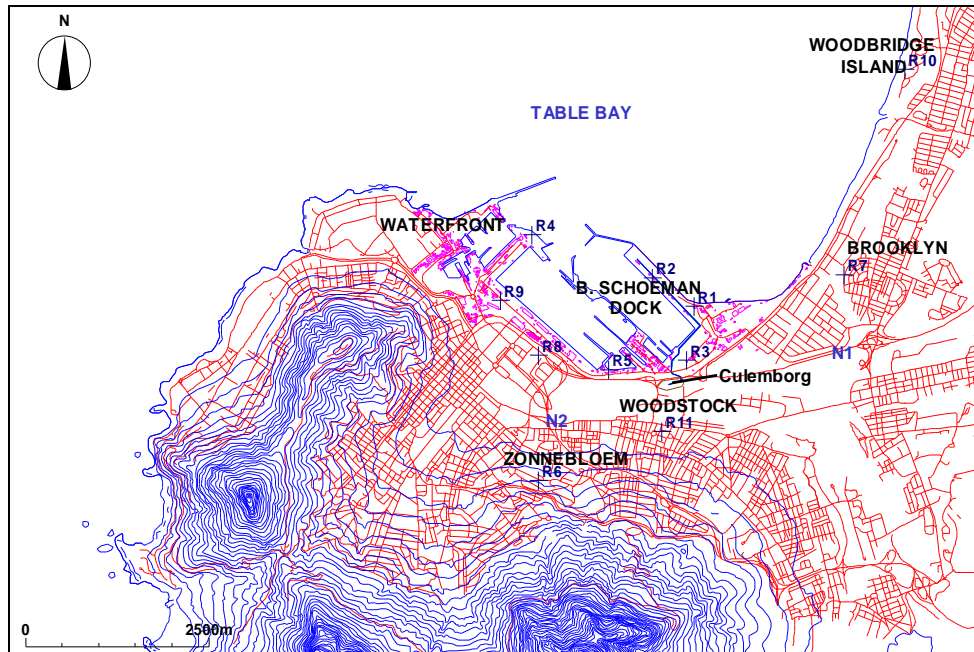 N
WOODBRIDGE
ISLAND
R10
TABLE BAY
WATERFRONT
R4
BROOKLYN
R7
R2
B. SCHOEMAN
DOCK
R1
R9
R8
R5
R3
N1
Culemborg
WOODSTOCK
R11
N2
ZONNEBLOEM
R6
0
2500m